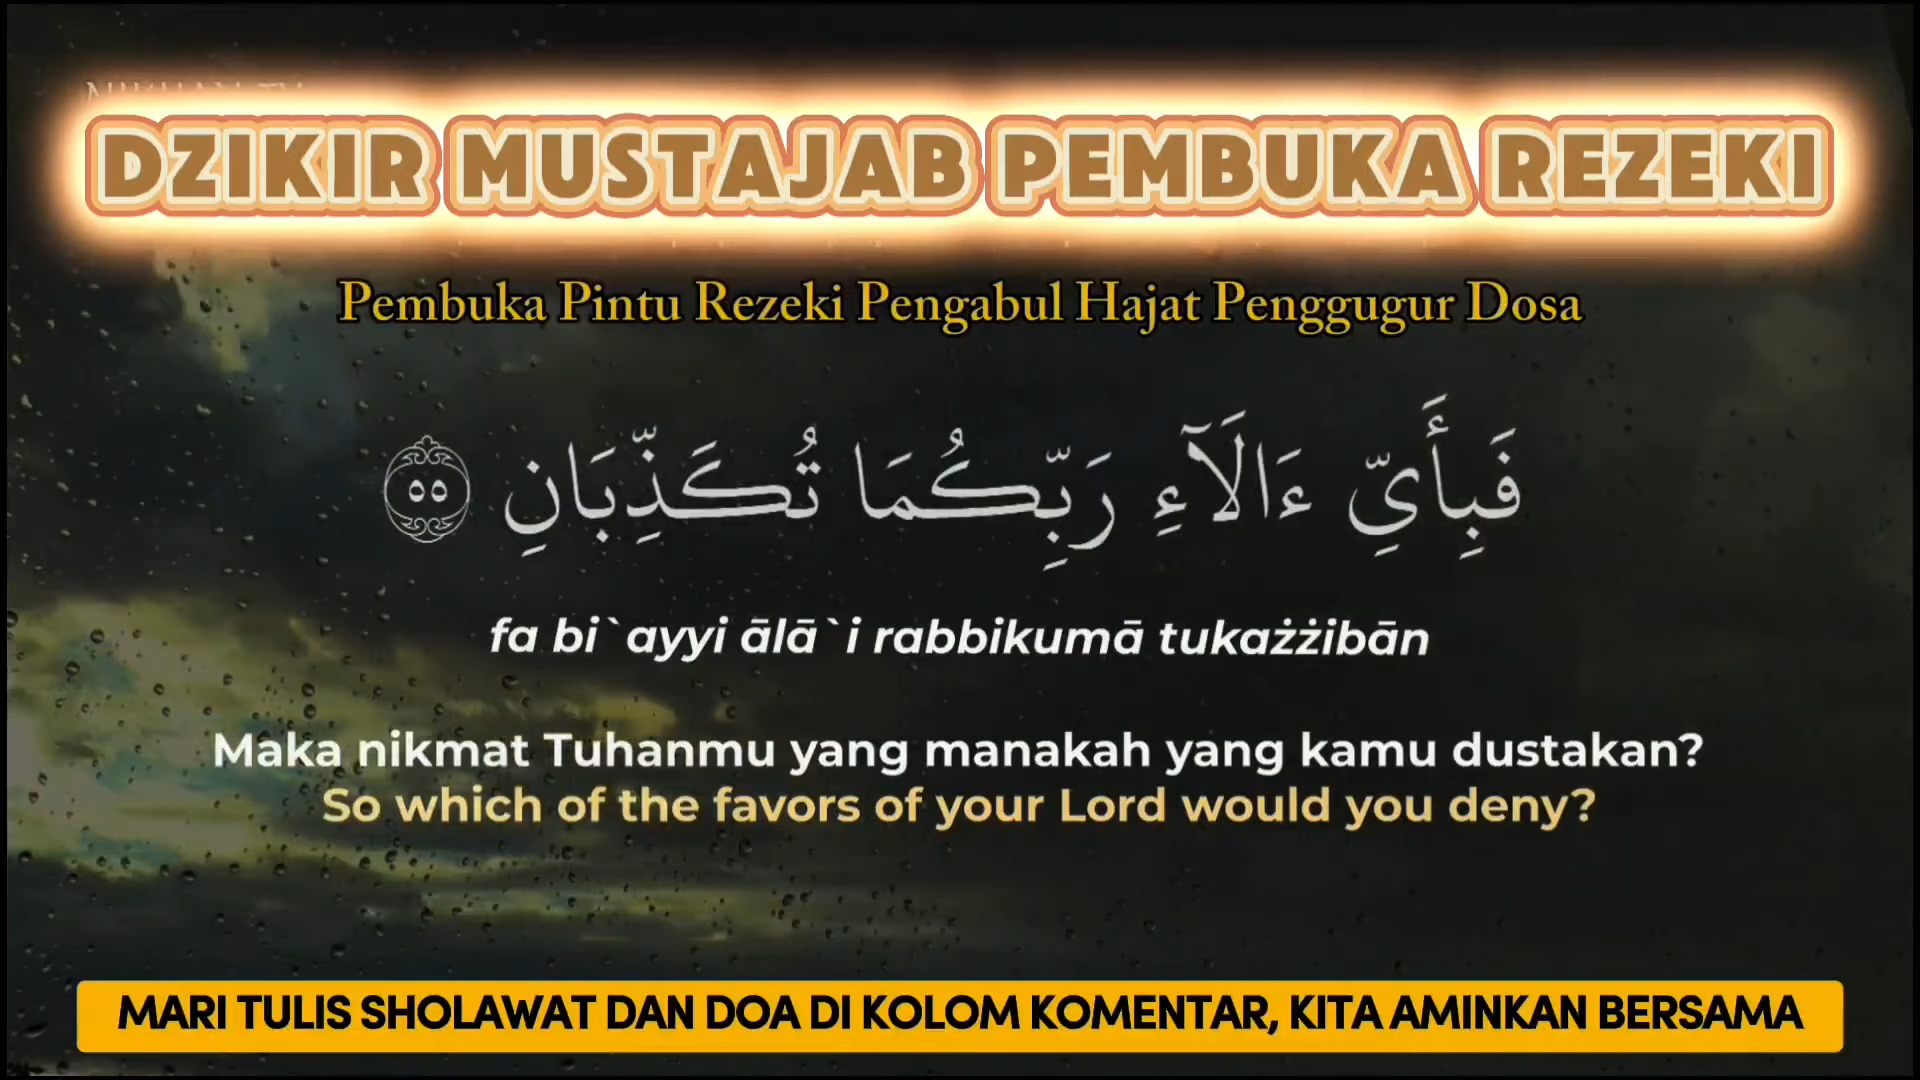 DZIKIR MUSTAJAB PEMBUKA REZEKI
Pembuka Pintu Rezeki Pengabul Hajat Penggugur Dosa
فَبِأَيِّ ءَالَآءِ رَبِّكُمَا تُكَذِّبَانِ ٥٥
fa bi`ayyi ālā`i rabbikumā tukażżibān
Maka nikmat Tuhanmu yang manakah yang kamu dustakan?
So which of the favors of your Lord would you deny?
MARI TULIS SHOLAWAT DAN DOA DI KOLOM KOMENTAR, KITA AMINKAN BERSAMA